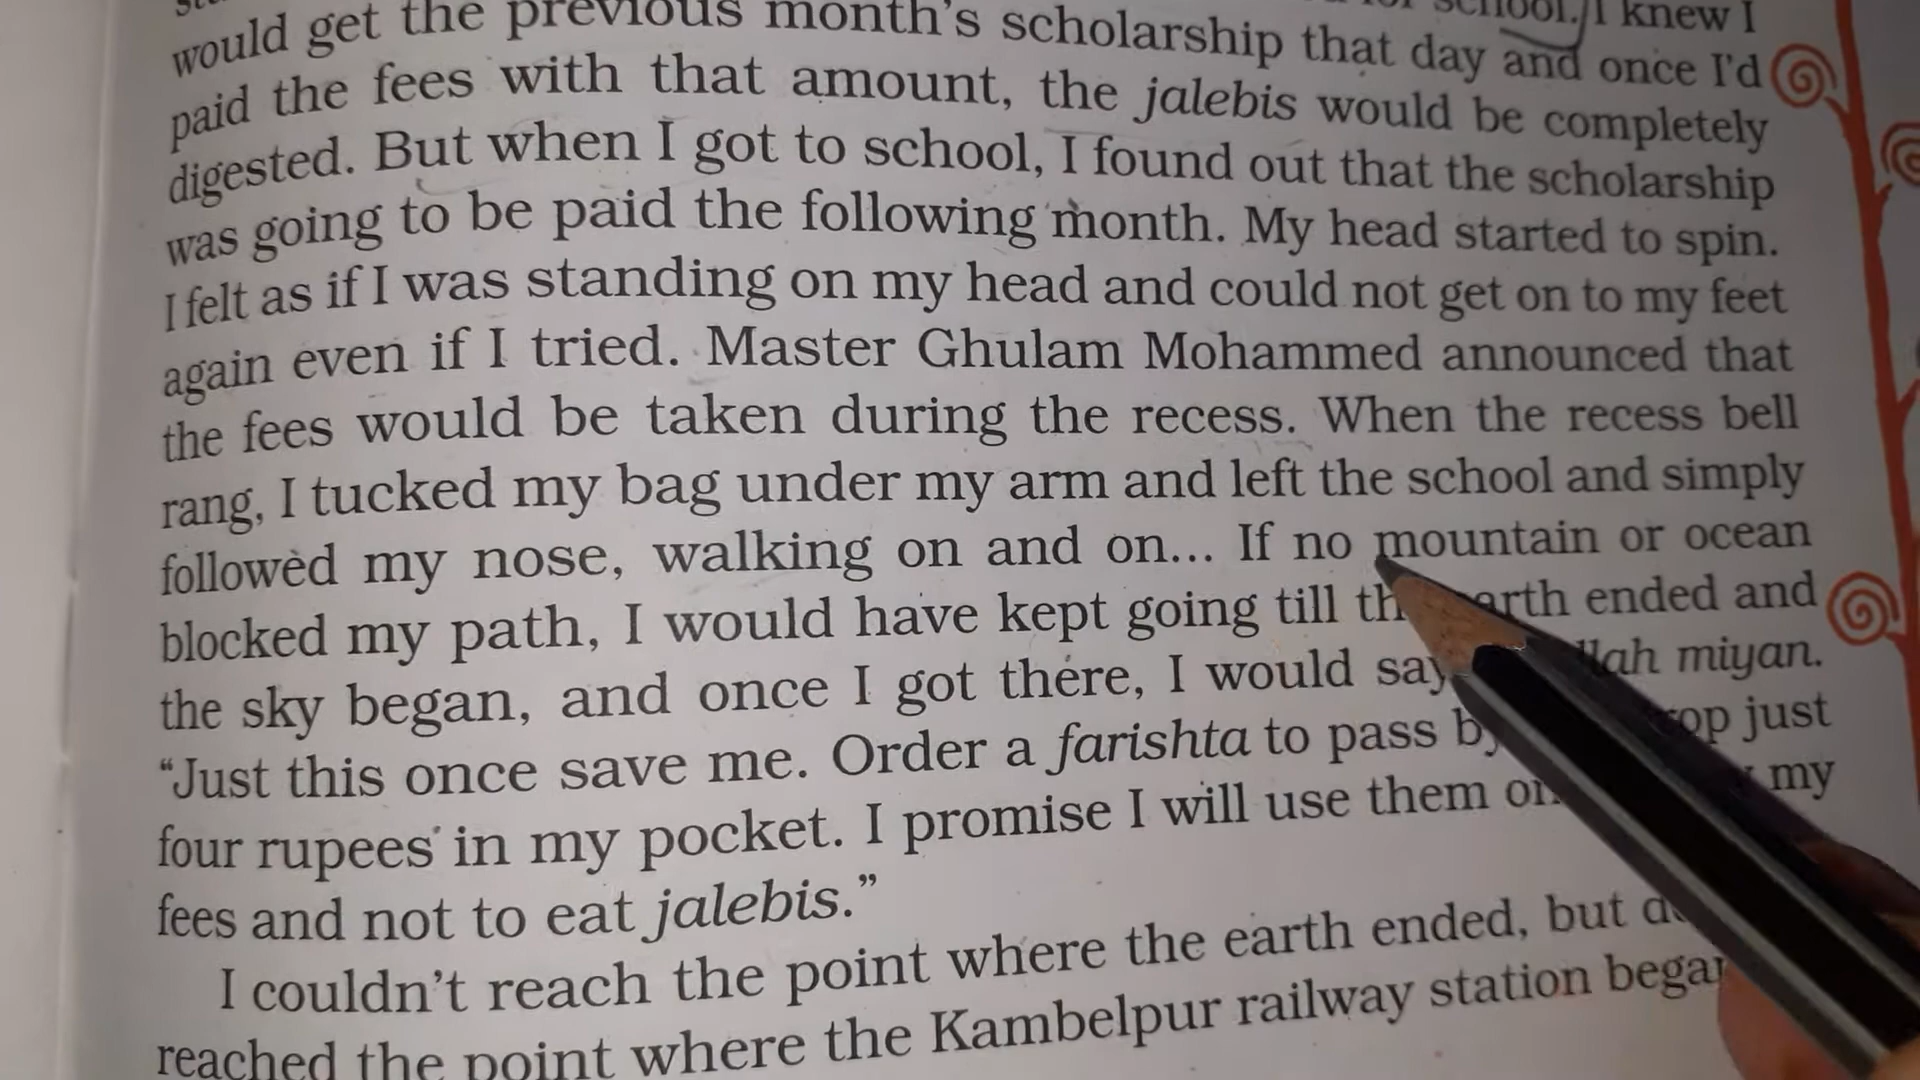 school. I knew I
would get the previous month's scholarship that day and once I'd
paid the fees with that amount, the jalebis would be completely
digested. But when I got to school, I found out that the scholarship
was going to be paid the following month. My head started to spin.
I felt as if I was standing on my head and could not get on to my feet
again even if I tried. Master Ghulam Mohammed announced that
the fees would be taken during the recess. When the recess bell
rang, I tucked my bag under my arm and left the school and simply
followed my nose, walking on and on... If no mountain or ocean
blocked my path, I would have kept going till ended and
the sky began, and once I got there, I would say miyan.
“Just this once save me. Order a farishta to pass just
four rupees in my pocket. I promise I will use them my
fees and not to eat jalebis.”
I couldn’t reach the point where the earth ended, but
reached the point where the Kambelpur railway station